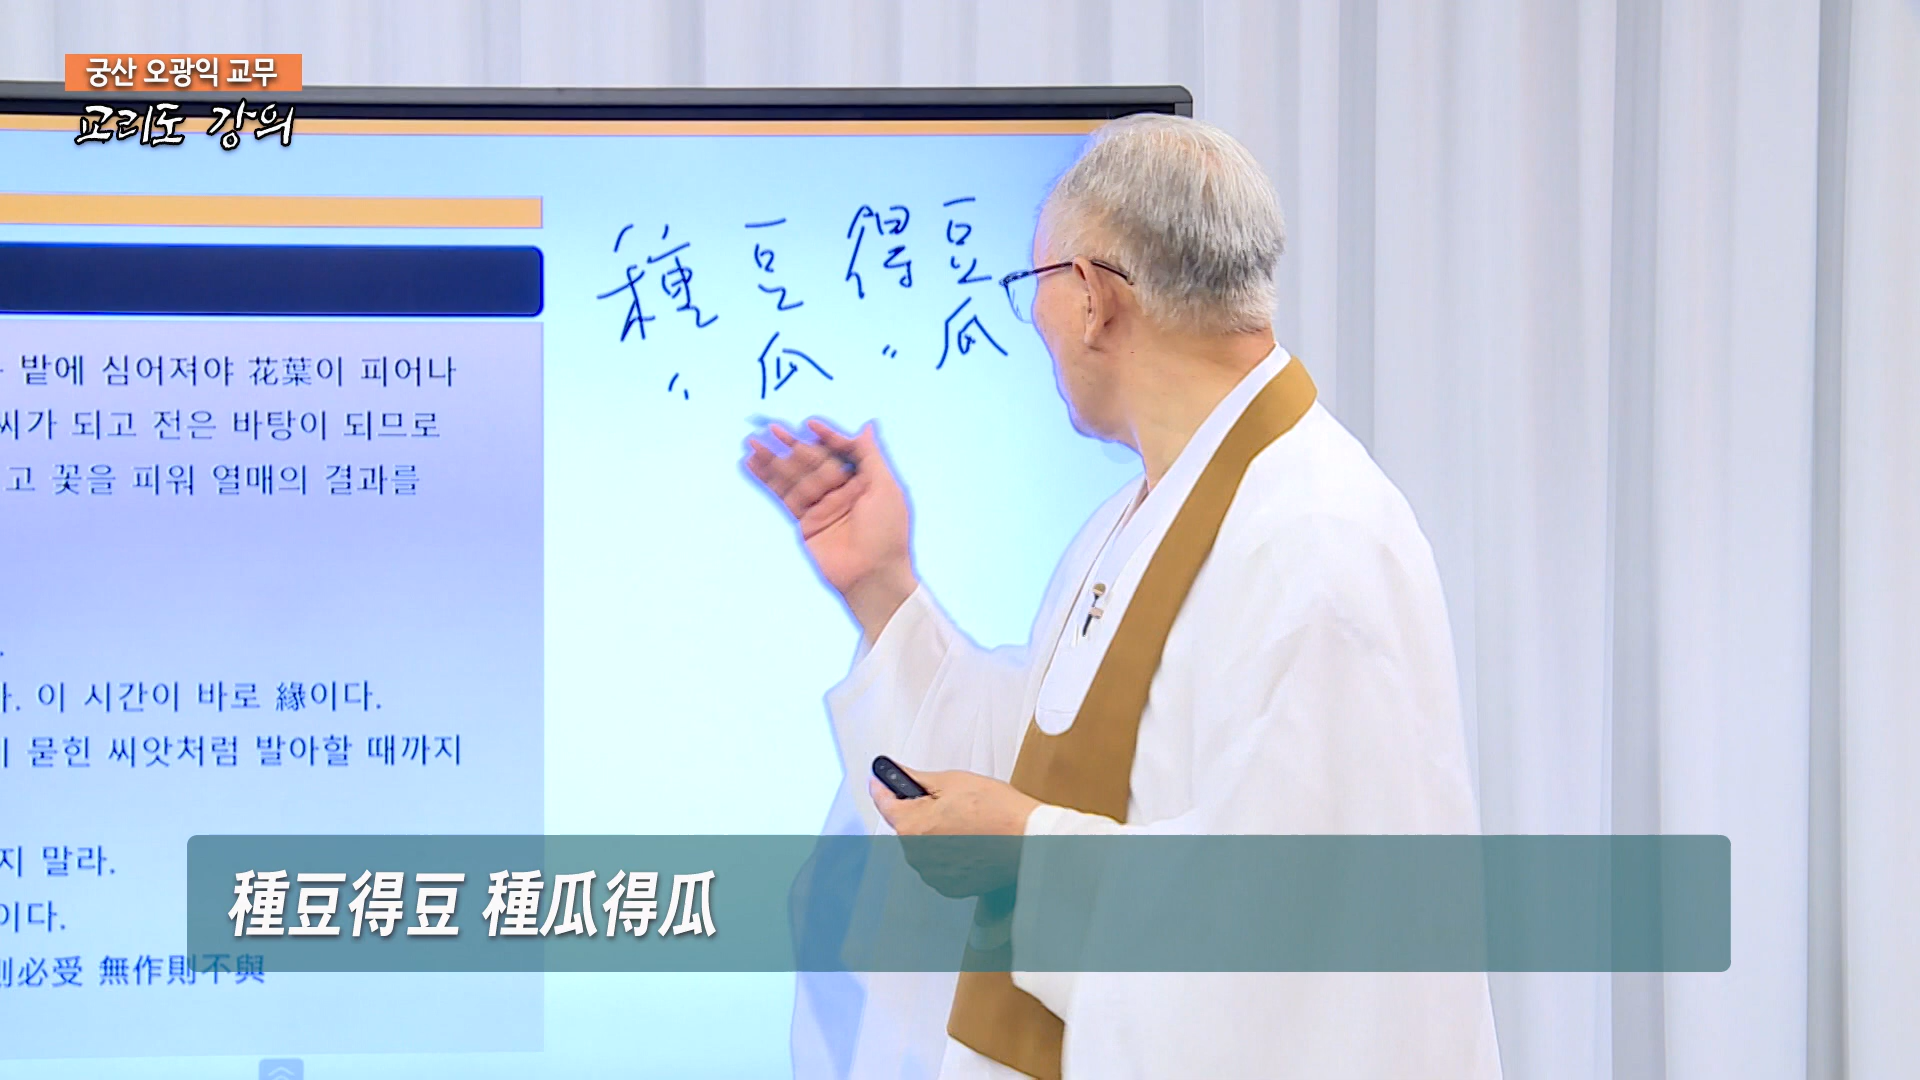 궁산 오광익 교무
교리도 강의
種豆得豆
〃瓜〃瓜
밭에 심어져야 花葉이 피어나
씨가 되고 전은 바탕이 되므로
고 꽃을 피워 열매의 결과를
이 시간이 바로 緣이다.
묻힌 씨앗처럼 발아할 때까지
지 말라.
이다.
則必受 無作則不與
種豆得豆 種瓜得瓜